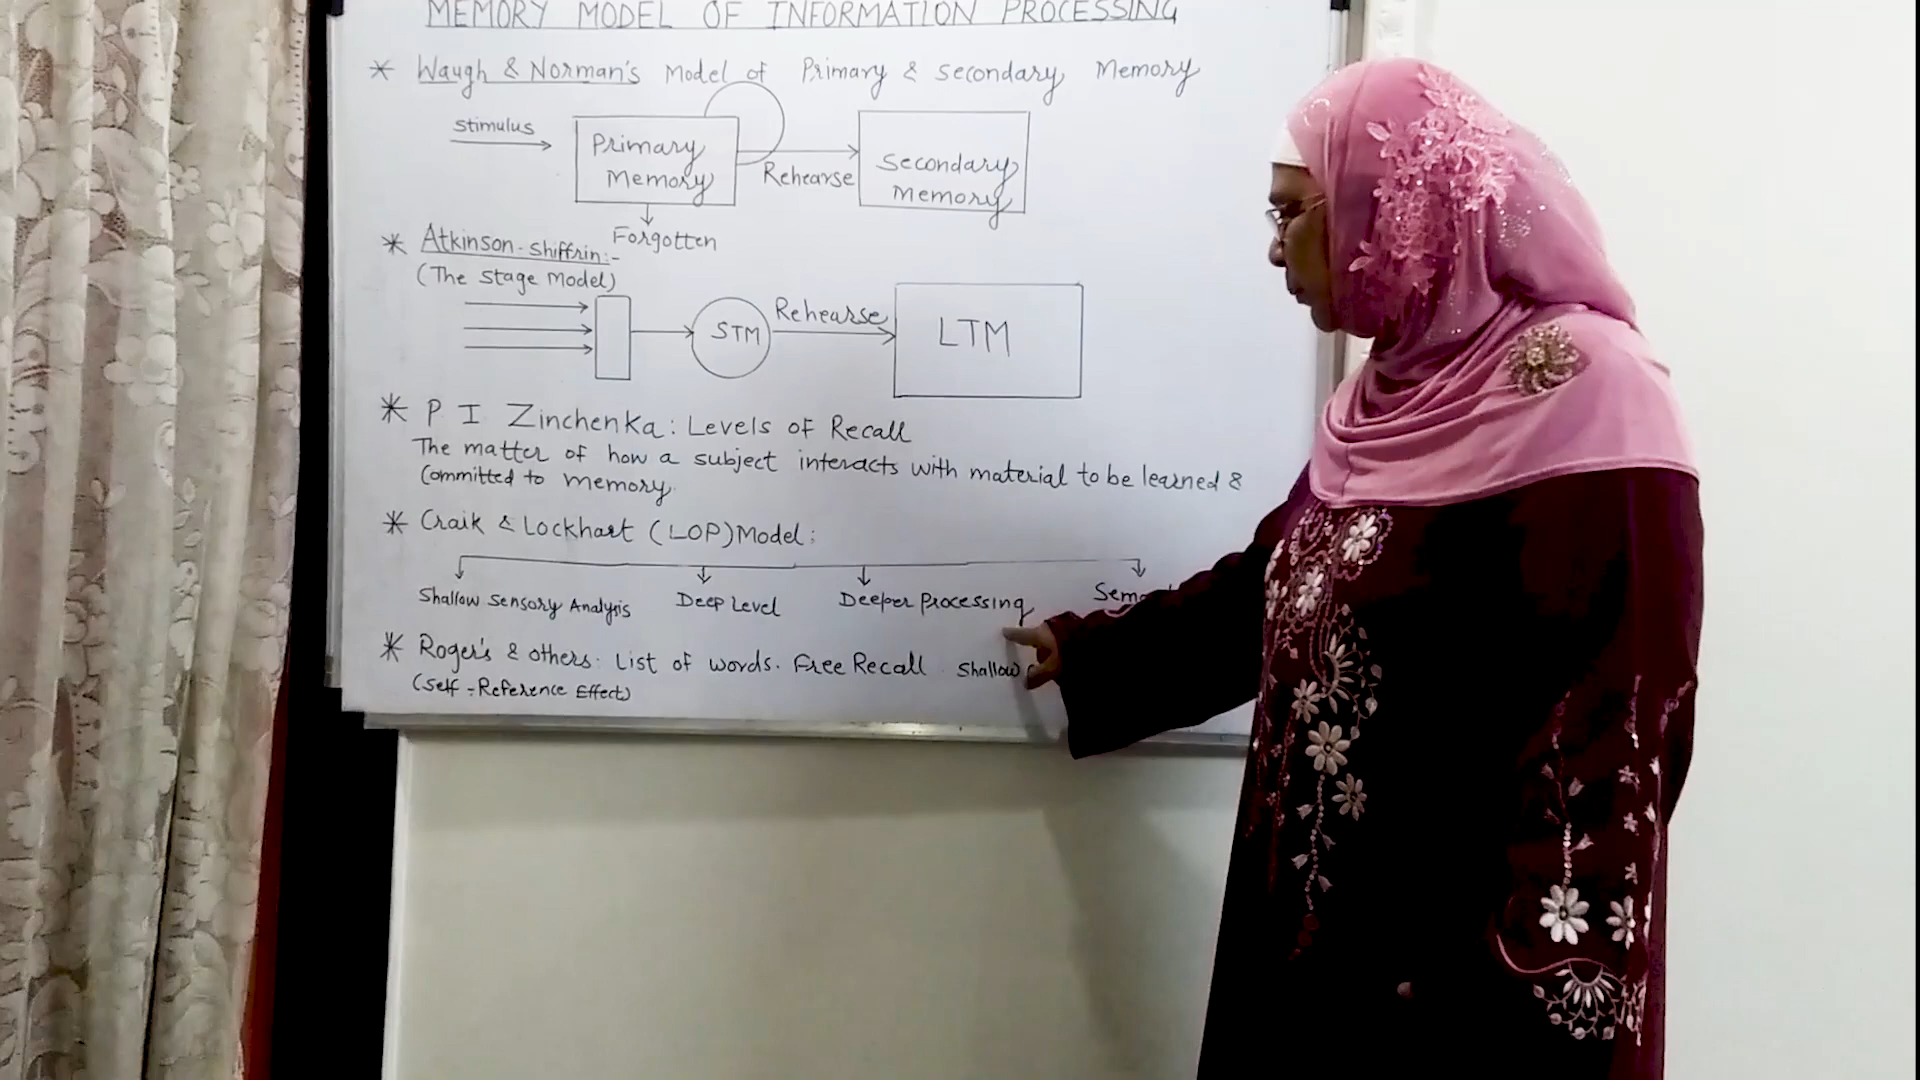 MEMORY MODEL OF INFORMATION PROCESSING
* Waugh & Norman's Model of Primary & Secondary Memory
Stimulus
Primary
Memory
Rehearse
Secondary
Memory
Forgotten
* Atkinson-Shiffrin:-
(The Stage Model)
STM
Rehearse
LTM
* P I Zinchenka: Levels of Recall
The matter of how a subject interacts with material to be learned &
Committed to memory.
* Craik & Lockhart (LOP) Model:
Shallow Sensory Analysis
Deep Level
Deeper Processing
* Roger's & others: List of words. Free Recall. Shallow
(Self-Reference Effect)